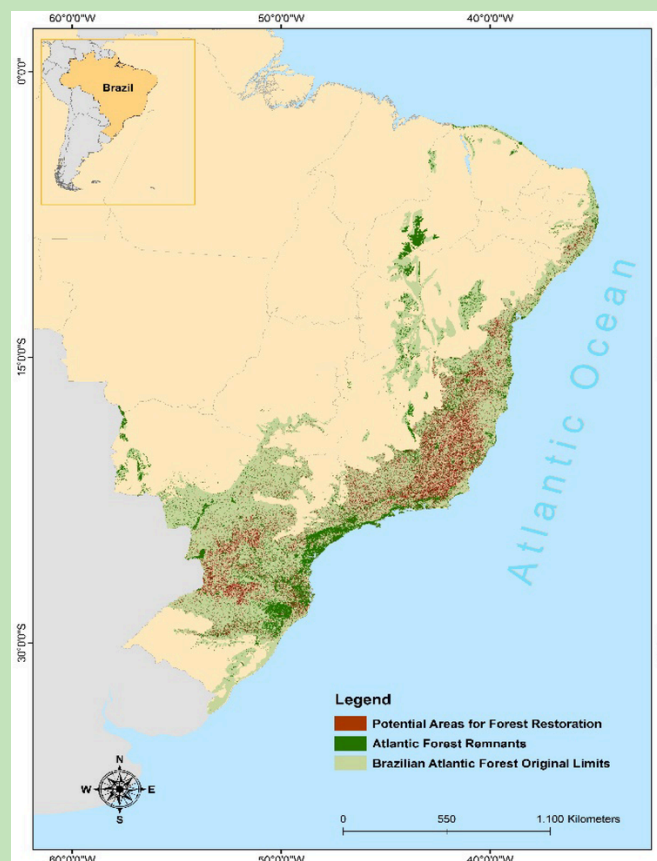 60°0'0"W 50°0'0"W 40°0'0"W
Brazil
0°0'0"
15°0'0"S
30°0'0"S
Atlantic Ocean
Legend
Potential Areas for Forest Restoration
Atlantic Forest Remnants
Brazilian Atlantic Forest Original Limits
N
W E
S
0 550 1.100 Kilometers
60°0'0"W 50°0'0"W 40°0'0"W